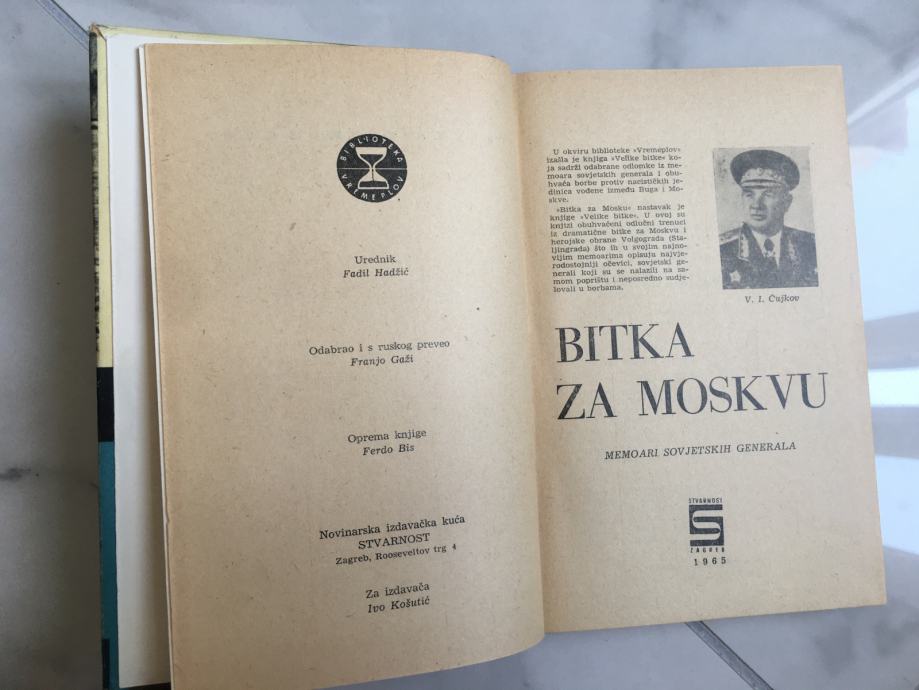 BIBLIOTEKA
VREMEPLOV
Urednik
Fadil Hadžić
Odabrao i s ruskog preveo
Franjo Gaži
Oprema knjige
Ferdo Bis
Novinarska izdavačka kuća
STVARNOST
Zagreb, Rooseveltov trg 4
Za izdavača
Ivo Košutić
U okviru biblioteke »Vremeplov«
izašla je knjiga »Velike bitke« ko-
ja sadrži odabrane odlomke iz me-
moara sovjetskih generala i obu-
hvaća borbe protiv nacističkih je-
dinica vođene između Buga i Mo-
skve.
»Bitka za Moskvu« nastavak je
knjige »Velike bitke«. U ovoj su
knjizi obuhvaćeni odlučni trenuci
iz dramatične bitke za Moskvu i
herojske obrane Volgograda (Sta-
ljingrada) što ih u svojim najno-
vijim memoarima opisuju najvje-
rodostojniji očevici, sovjetski ge-
nerali koji su se nalazili na sa-
mom poprištu i neposredno sudje-
lovali u borbama.
V. I. Čujkov
BITKA
ZA MOSKVU
MEMOARI SOVJETSKIH GENERALA
STVARNOST
S
ZAGREB
1965